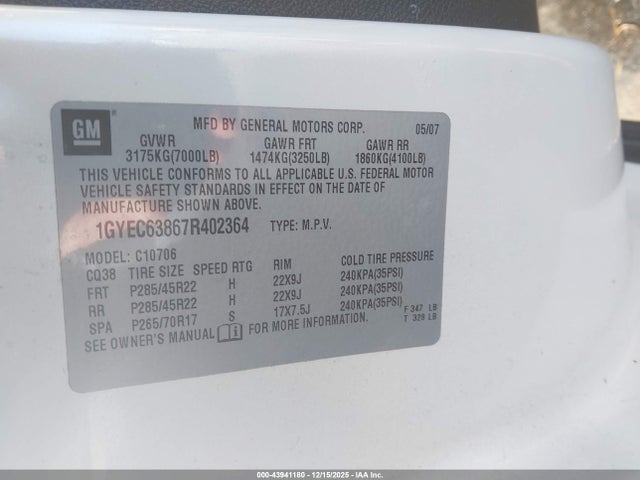 GM
MFD BY GENERAL MOTORS CORP. 05/07
GVWR GAWR FRT GAWR RR
3175KG(7000LB) 1474KG(3250LB) 1860KG(4100LB)
THIS VEHICLE CONFORMS TO ALL APPLICABLE U.S. FEDERAL MOTOR
VEHICLE SAFETY STANDARDS IN EFFECT ON THE DATE OF
MANUFACTURE SHOWN ABOVE.
1GYEC63867R402364 TYPE: M.P.V.
MODEL: C10706
CQ38 TIRE SIZE SPEED RTG RIM COLD TIRE PRESSURE
FRT P285/45R22 H 22X9J 240KPA(35PSI)
RR P285/45R22 H 22X9J 240KPA(35PSI)
SPA P265/70R17 S 17X7.5J 240KPA(35PSI)
SEE OWNER'S MANUAL FOR MORE INFORMATION.
F 347 LB
T 328 LB
000-43941180 - 12/15/2025 - IAA Inc.